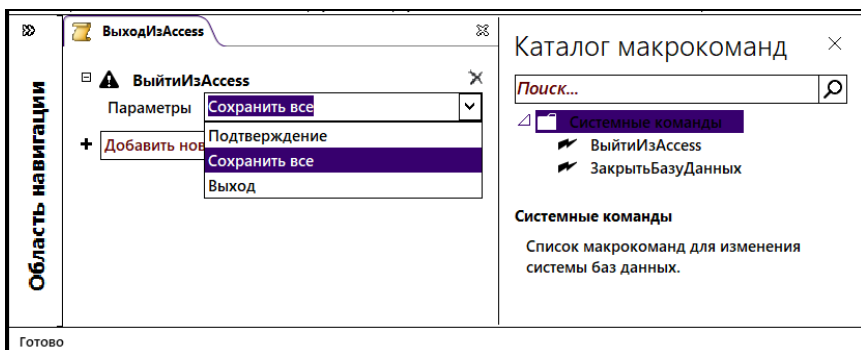 Область навигации
ВыходИзAccess
ВыйтиИзAccess
Параметры Сохранить все
Подтверждение
Сохранить все
Выход
Добавить нов
Каталог макрокоманд
Поиск...
Системные команды
ВыйтиИзAccess
ЗакрытьБазуДанных
Системные команды
Список макрокоманд для изменения
системы баз данных.
Готово